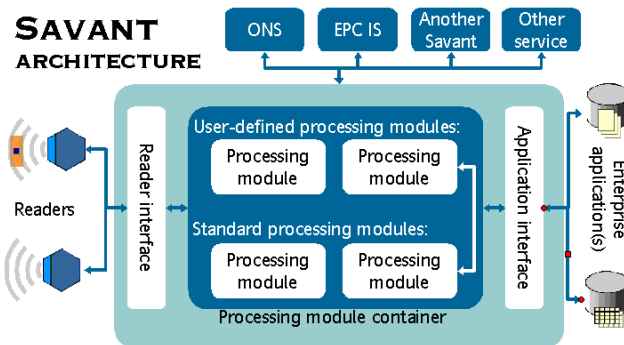 SAVANT
ARCHITECTURE
ONS
EPC IS
Another
Savant
Other
service
Readers
Reader interface
User-defined processing modules:
Processing
module
Processing
module
Standard processing modules:
Processing
module
Processing
module
Processing module container
Application interface
Enterprise
application(s)